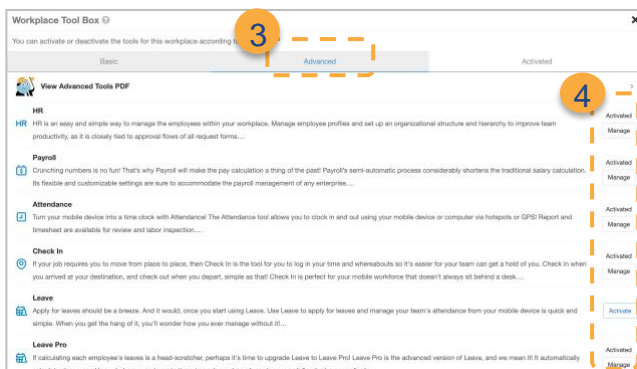 Workplace Tool Box
You can activate or deactivate the tools for this workplace according t
3
Basic
Advanced
Activated
View Advanced Tools PDF
4
HR
HR
HR is an easy and simple way to manage the employees within your workplace. Manage employee profiles and set up an organizational structure and hierarchy to improve team
productivity, as it is closely tied to approval flows of all request forms....
Activated
Manage
Payroll
Crunching numbers is no fun! That's why Payroll will make the pay calculation a thing of the past! Payroll's semi-automatic process considerably shortens the traditional salary calculation.
Its flexible and customizable settings are sure to accommodate the payroll management of any enterprise....
Activated
Manage
Attendance
Turn your mobile device into a time clock with Attendance! The Attendance tool allows you to clock in and out using your mobile device or computer via hotspots or GPS! Report and
timesheet are available for review and labor inspection....
Activated
Manage
Check In
If your job requires you to move from place to place, then Check In is the tool for you to log in your time and whereabouts so it's easier for your team can get a hold of you. Check In when
you arrived at your destination, and check out when you depart, simple as that! Check In is perfect for your mobile workforce that doesn't always sit behind a desk....
Activated
Manage
Leave
Apply for leaves should be a breeze. And it would, once you start using Leave. Use Leave to apply for leaves and manage your team's attendance from your mobile device is quick and
simple. When you get the hang of it, you'll wonder how you ever manage without it!...
Activate
Leave Pro
If calculating each employee's leaves is a head-scratcher, perhaps it's time to upgrade Leave to Leave Pro! Leave Pro is the advanced version of Leave, and we mean it! It automatically
Activated
Manage